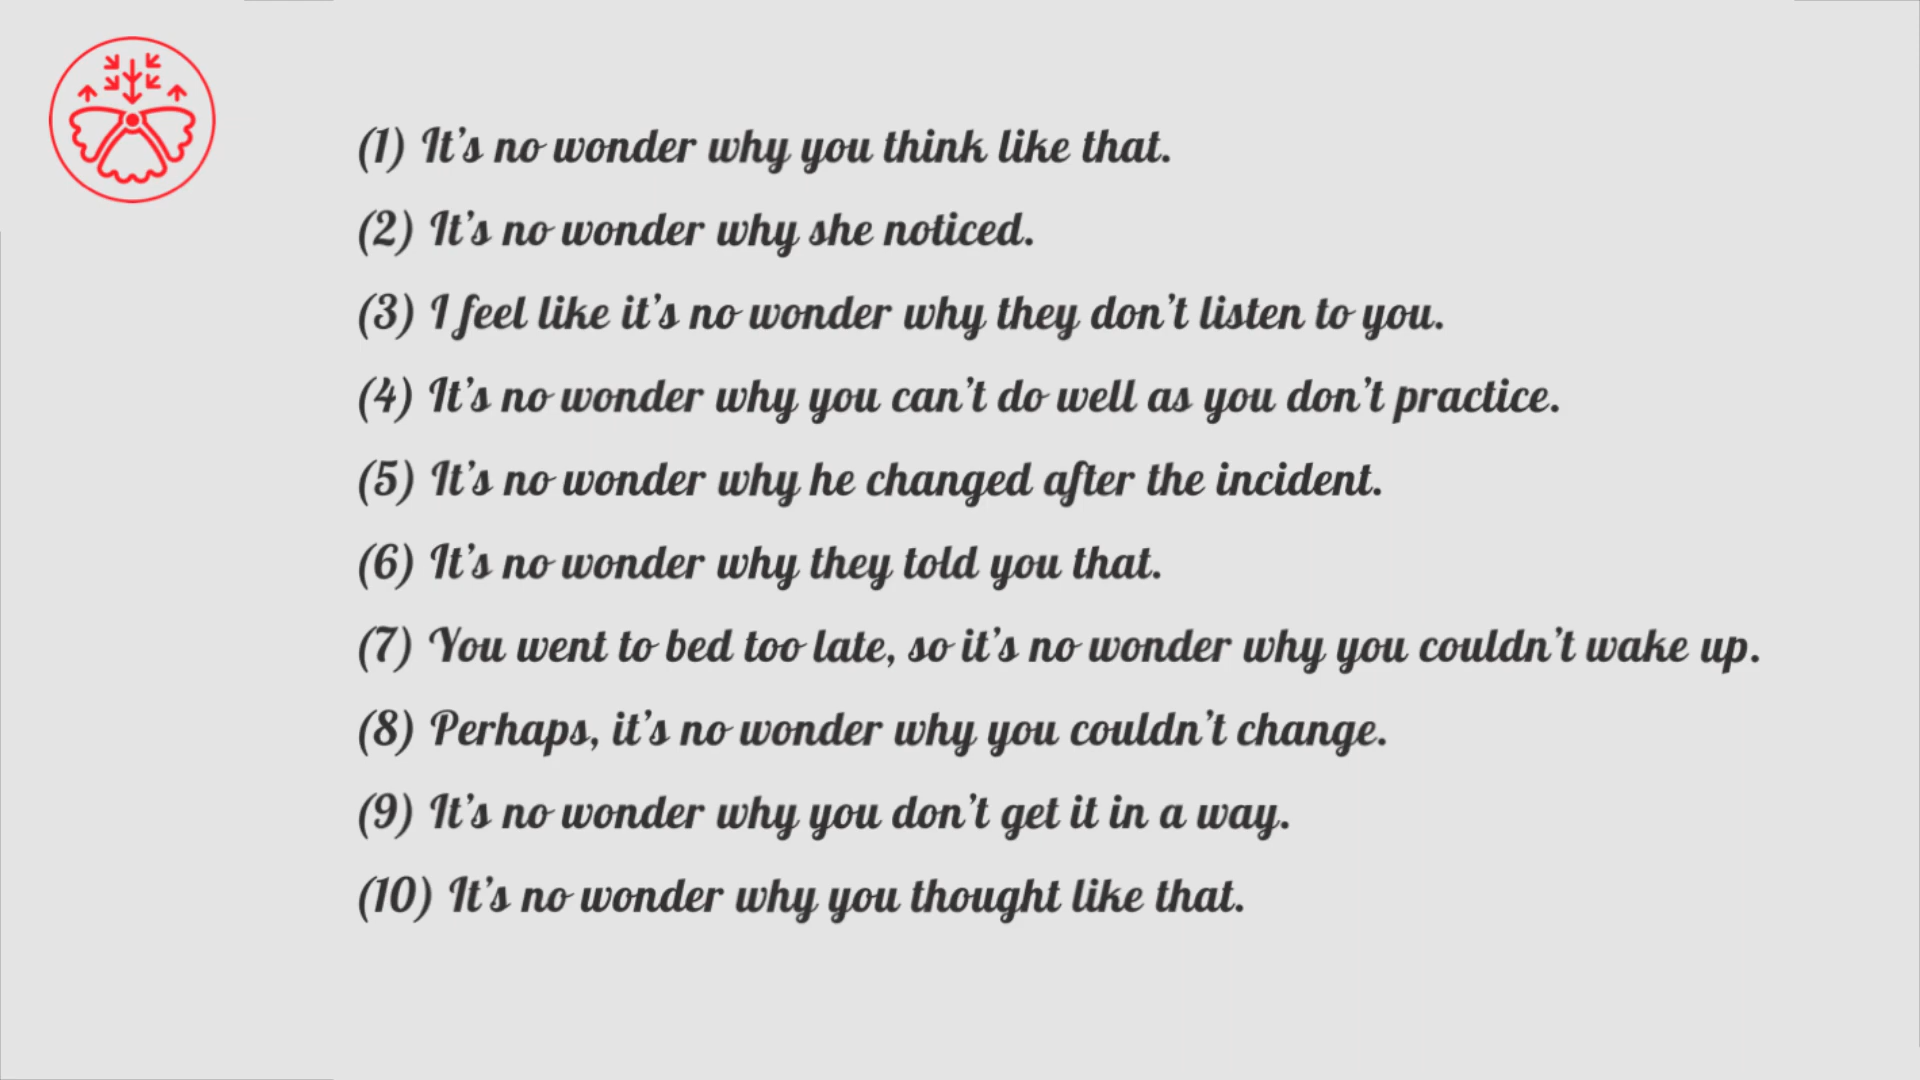 (1) It’s no wonder why you think like that.
(2) It’s no wonder why she noticed.
(3) I feel like it’s no wonder why they don’t listen to you.
(4) It’s no wonder why you can’t do well as you don’t practice.
(5) It’s no wonder why he changed after the incident.
(6) It’s no wonder why they told you that.
(7) You went to bed too late, so it’s no wonder why you couldn’t wake up.
(8) Perhaps, it’s no wonder why you couldn’t change.
(9) It’s no wonder why you don’t get it in a way.
(10) It’s no wonder why you thought like that.